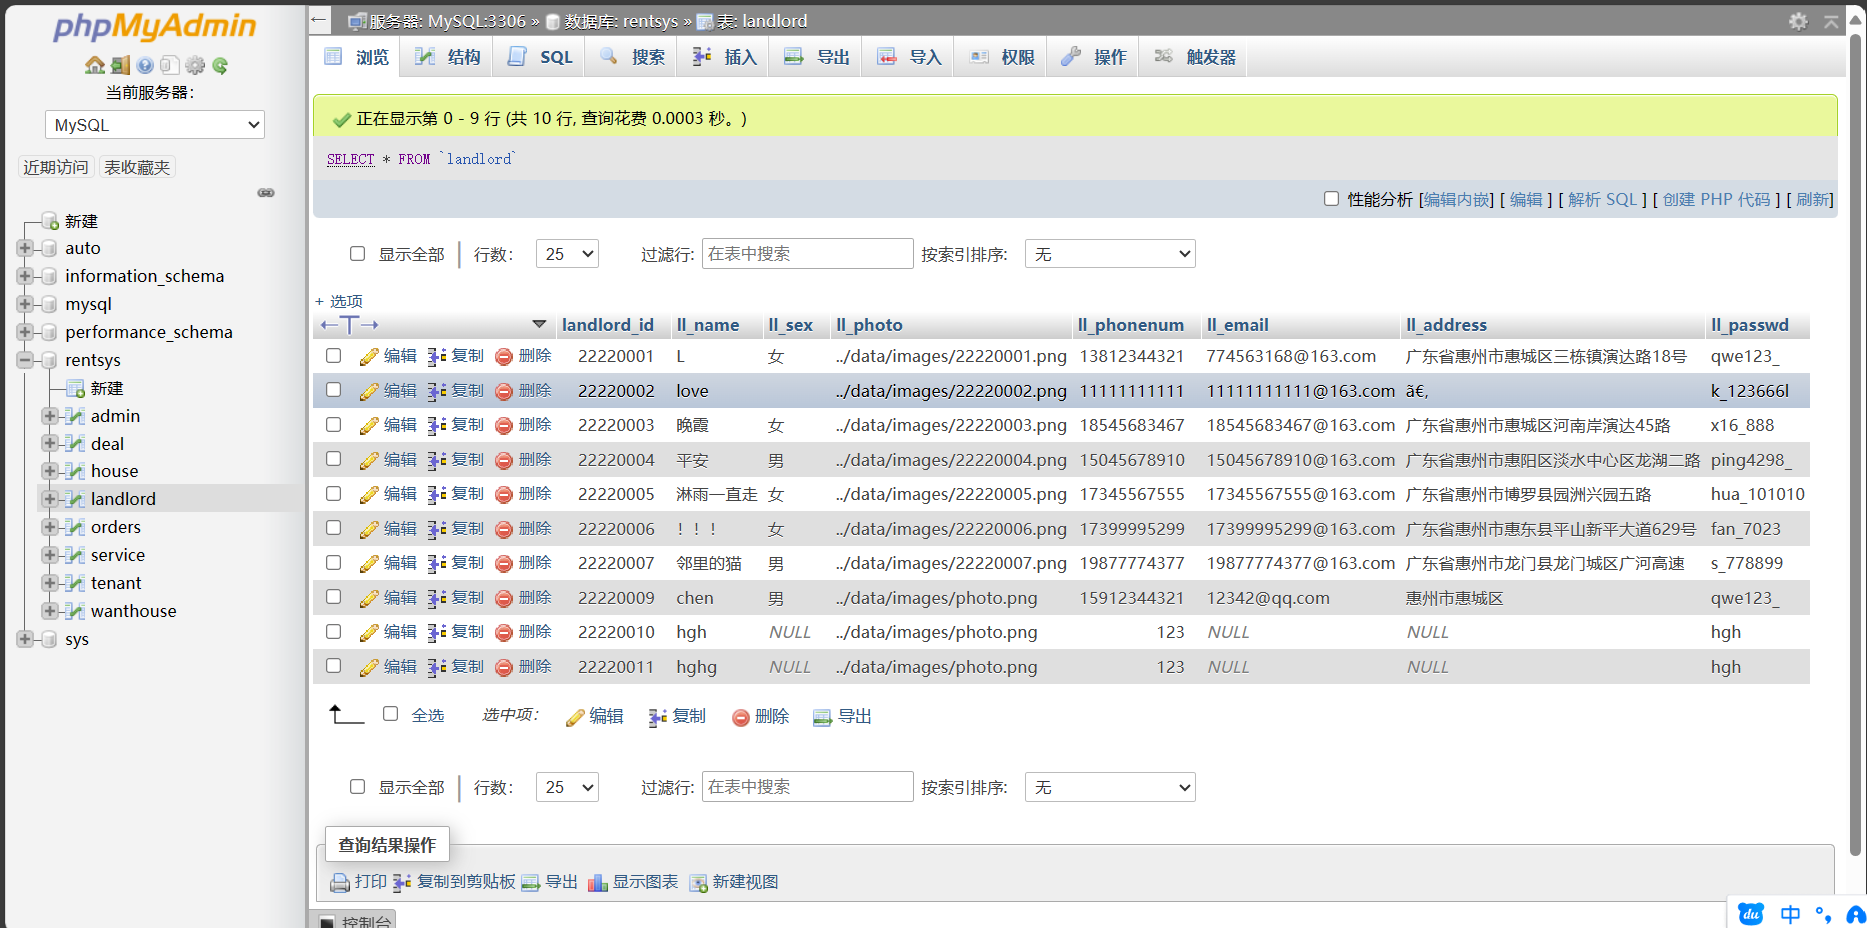 phpMyAdmin
当前服务器：
MySQL
近期访问 表收藏夹
新建
auto
information_schema
mysql
performance_schema
rentsys
新建
admin
deal
house
landlord
orders
service
tenant
wanthouse
sys
服务器: MySQL:3306 » 数据库: rentsys » 表: landlord
浏览 结构 SQL 搜索 插入 导出 导入 权限 操作 触发器
正在显示第 0 - 9 行 (共 10 行, 查询花费 0.0003 秒。)
SELECT * FROM `landlord`
性能分析 [编辑内嵌] [ 编辑 ] [ 解析 SQL ] [ 创建 PHP 代码 ] [ 刷新]
显示全部 行数： 25 过滤行: 在表中搜索 按索引排序: 无
+ 选项
←T→ landlord_id ll_name ll_sex ll_photo ll_phonenum ll_email ll_address ll_passwd
编辑 复制 删除 22220001 L 女 ../data/images/22220001.png 13812344321 774563168@163.com 广东省惠州市惠城区三栋镇演达路18号 qwe123_
编辑 复制 删除 22220002 love ../data/images/22220002.png 11111111111 11111111111@163.com ã€‚ k_123666l
编辑 复制 删除 22220003 晚霞 女 ../data/images/22220003.png 18545683467 18545683467@163.com 广东省惠州市惠城区河南岸演达45路 x16_888
编辑 复制 删除 22220004 平安 男 ../data/images/22220004.png 15045678910 15045678910@163.com 广东省惠州市惠阳区淡水中心区龙湖二路 ping4298_
编辑 复制 删除 22220005 淋雨一直走 女 ../data/images/22220005.png 17345567555 17345567555@163.com 广东省惠州市博罗县园洲兴园五路 hua_101010
编辑 复制 删除 22220006 ！！！ 女 ../data/images/22220006.png 17399995299 17399995299@163.com 广东省惠州市惠东县平山新平大道629号 fan_7023
编辑 复制 删除 22220007 邻里的猫 男 ../data/images/22220007.png 19877774377 19877774377@163.com 广东省惠州市龙门县龙门城区广河高速 s_778899
编辑 复制 删除 22220009 chen 男 ../data/images/photo.png 15912344321 12342@qq.com 惠州市惠城区 qwe123_
编辑 复制 删除 22220010 hgh NULL ../data/images/photo.png 123 NULL NULL hgh
编辑 复制 删除 22220011 hghg NULL ../data/images/photo.png 123 NULL NULL hgh
全选 选中项： 编辑 复制 删除 导出
显示全部 行数： 25 过滤行: 在表中搜索 按索引排序: 无
查询结果操作
打印 复制到剪贴板 导出 显示图表 新建视图
控制台
du 中